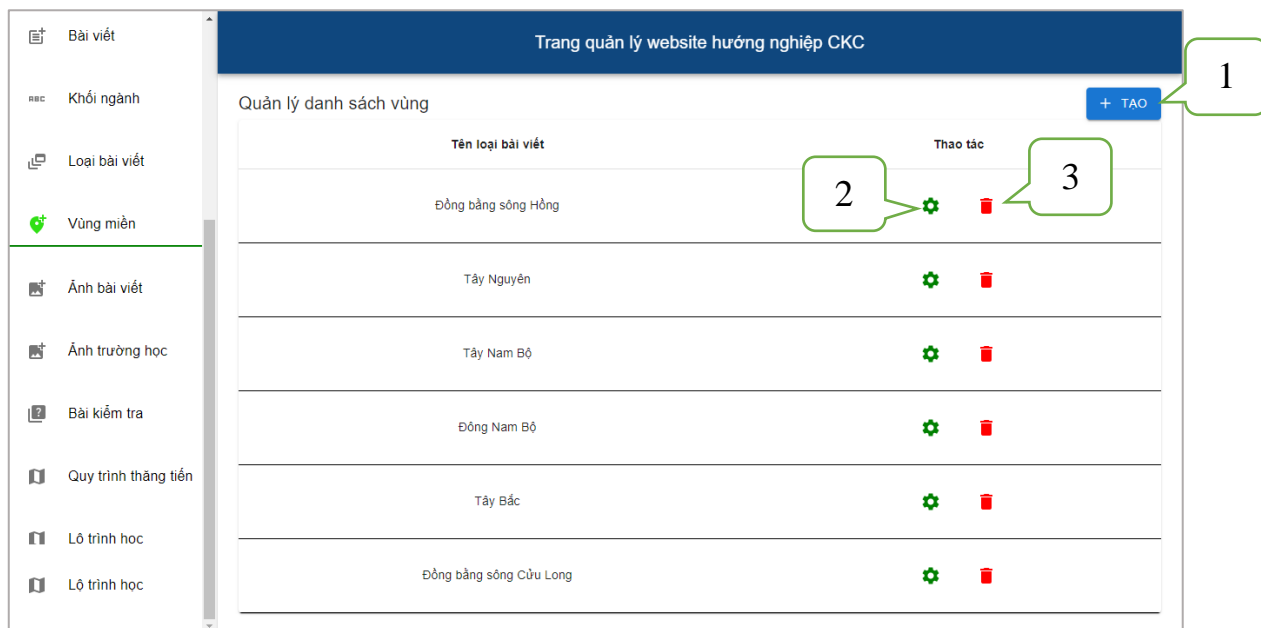 Bài viết
Trang quản lý website hướng nghiệp CKC
1
Khối ngành
Quản lý danh sách vùng
+ TẠO
Tên loại bài viết
Thao tác
Loại bài viết
2
3
Đồng bằng sông Hồng
Vùng miền
Tây Nguyên
Ảnh bài viết
Ảnh trường học
Tây Nam Bộ
Bài kiểm tra
Đông Nam Bộ
Quy trình thăng tiến
Tây Bắc
Lô trình hoc
Đồng bằng sông Cửu Long
Lộ trình học